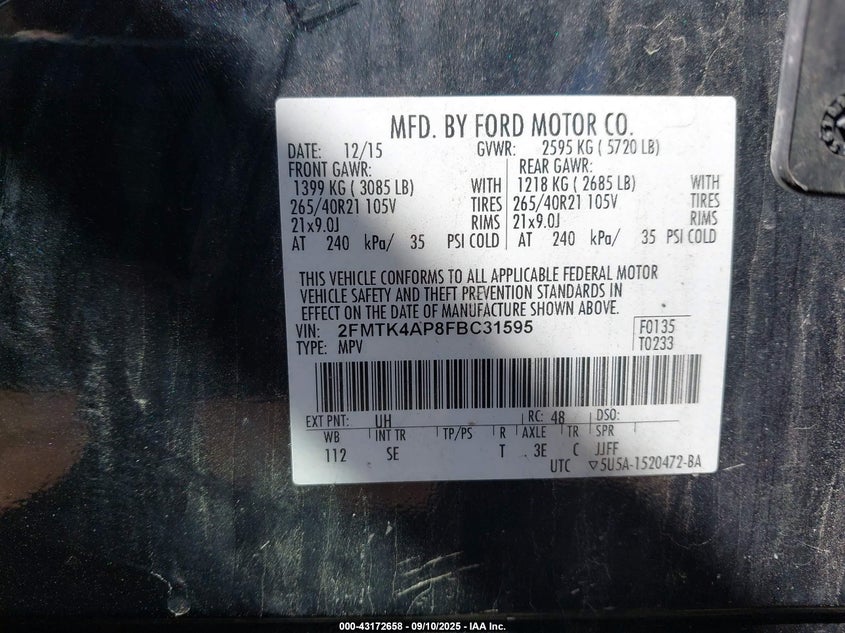 MFD. BY FORD MOTOR CO.
DATE: 12/15 GVWR: 2595 KG ( 5720 LB)
FRONT GAWR: REAR GAWR:
1399 KG ( 3085 LB) WITH 1218 KG ( 2685 LB) WITH
265/40R21 105V TIRES 265/40R21 105V TIRES
21x9.0J RIMS 21x9.0J RIMS
AT 240 kPa/ 35 PSI COLD AT 240 kPa/ 35 PSI COLD
THIS VEHICLE CONFORMS TO ALL APPLICABLE FEDERAL MOTOR
VEHICLE SAFETY AND THEFT PREVENTION STANDARDS IN
EFFECT ON THE DATE OF MANUFACTURE SHOWN ABOVE.
VIN: 2FMTK4AP8FBC31595 F0135
TYPE: MPV T0233
EXT PNT: UH RC: 48 DSO:
WB INT TR TP/PS R AXLE TR SPR
112 SE T 3E C JJFF
UTC ▽5U5A-1520472-BA
000-43172658 - 09/10/2025 - IAA Inc.